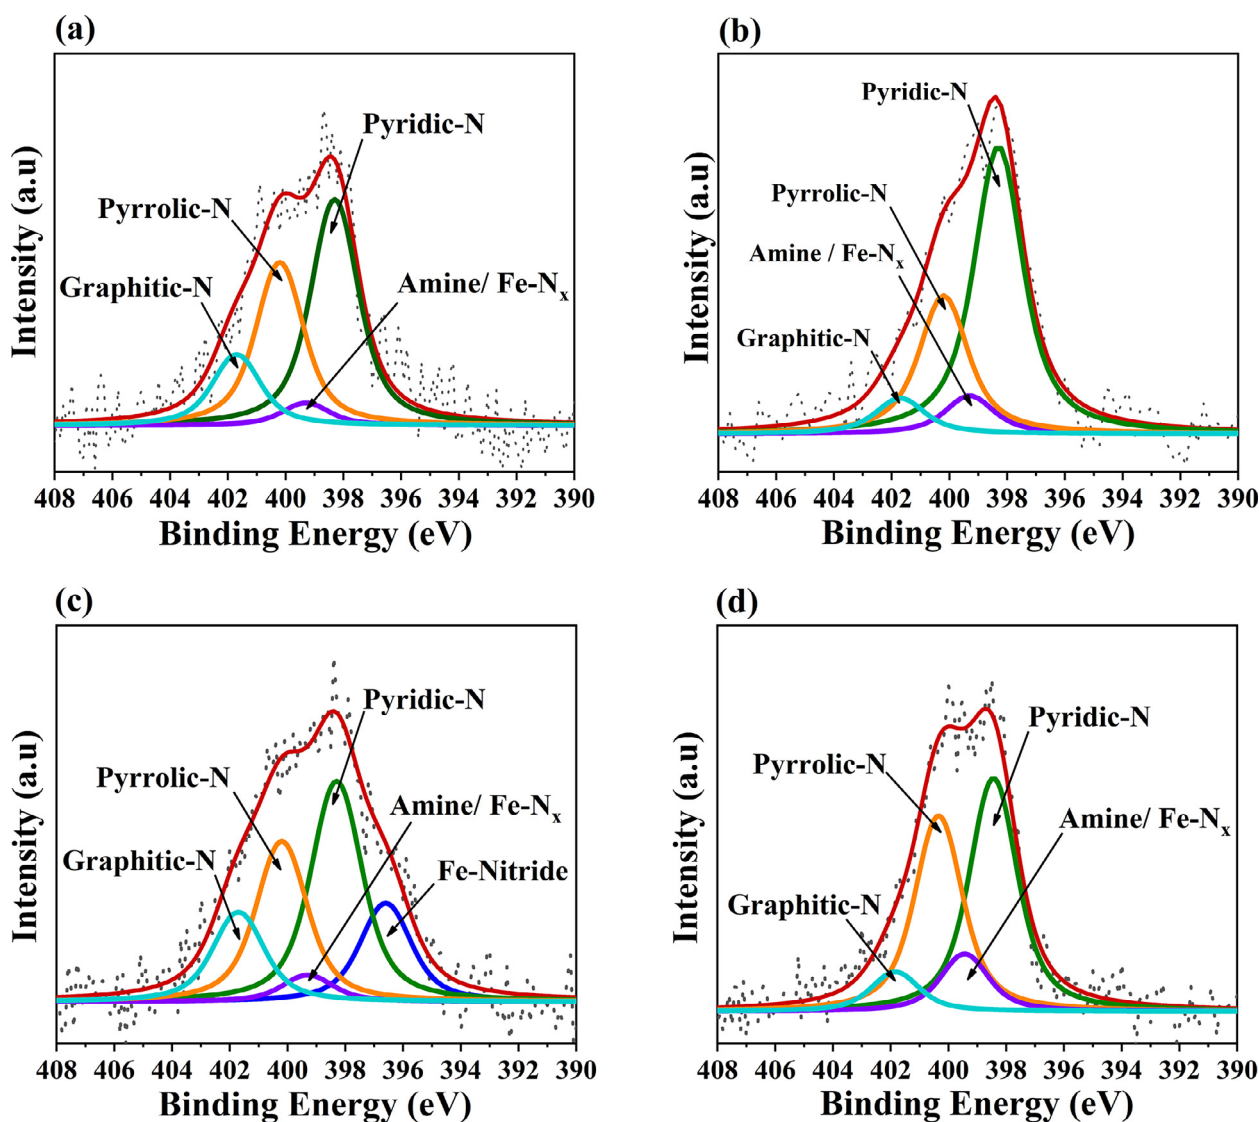 (a)
Pyridic-N
Pyrrolic-N
Graphitic-N
Amine/ Fe-Nx
Intensity (a.u)
408 406 404 402 400 398 396 394 392 390
Binding Energy (eV)
(b)
Pyridic-N
Pyrrolic-N
Amine / Fe-Nx
Graphitic-N
Intensity (a.u)
408 406 404 402 400 398 396 394 392 390
Binding Energy (eV)
(c)
Pyridic-N
Pyrrolic-N
Amine/ Fe-Nx
Graphitic-N
Fe-Nitride
Intensity (a.u)
408 406 404 402 400 398 396 394 392 390
Binding Energy (eV)
(d)
Pyridic-N
Pyrrolic-N
Amine/ Fe-Nx
Graphitic-N
Intensity (a.u)
408 406 404 402 400 398 396 394 392 390
Binding Energy (eV)